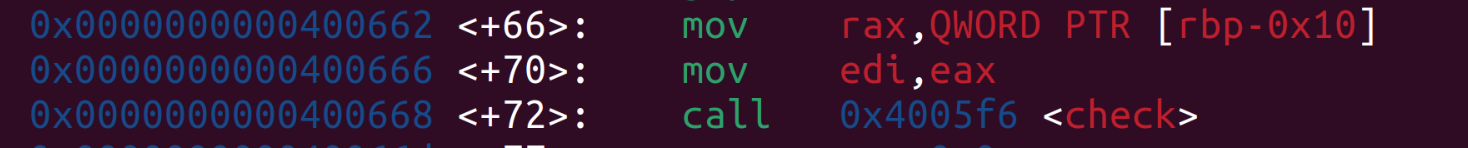 0x0000000000400662 <+66>: mov rax,QWORD PTR [rbp-0x10]
0x0000000000400666 <+70>: mov edi,eax
0x0000000000400668 <+72>: call 0x4005f6 <check>